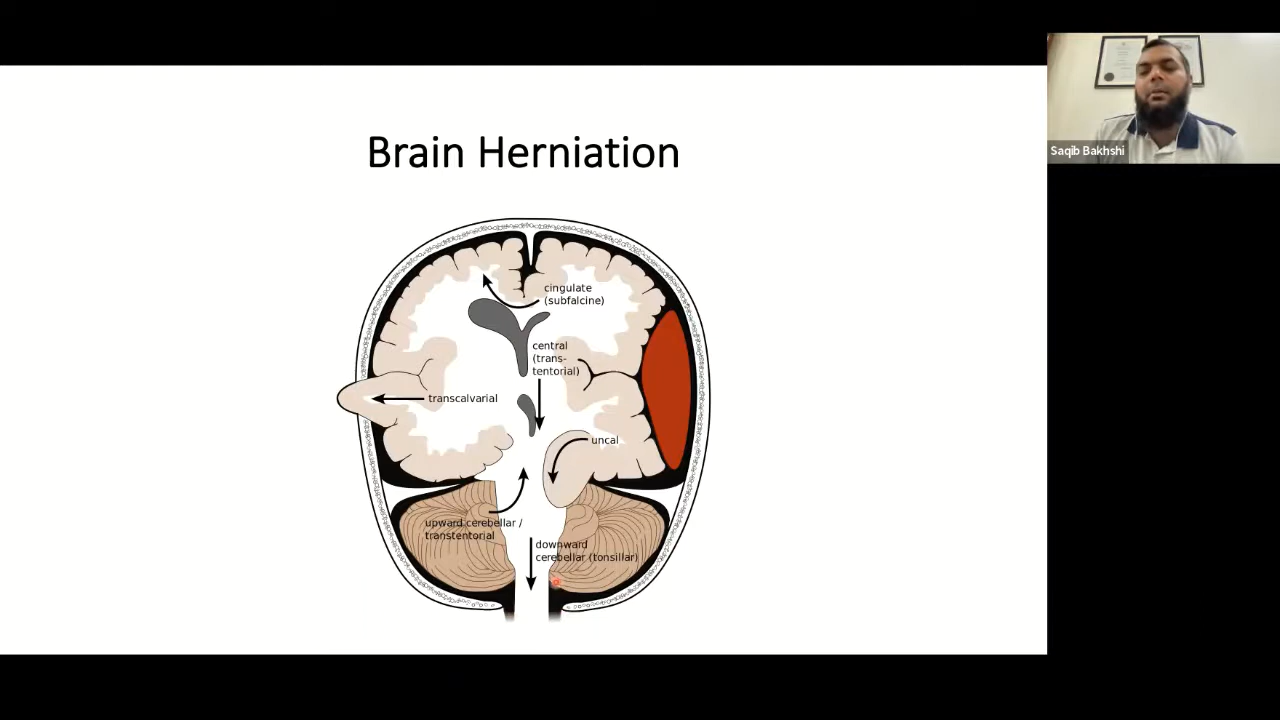 Brain Herniation
Saqib Bakhshi
cingulate
(subfalcine)
central
(trans-
tentorial)
transcalvarial
uncal
upward cerebellar /
transtentorial
downward
cerebellar (tonsillar)